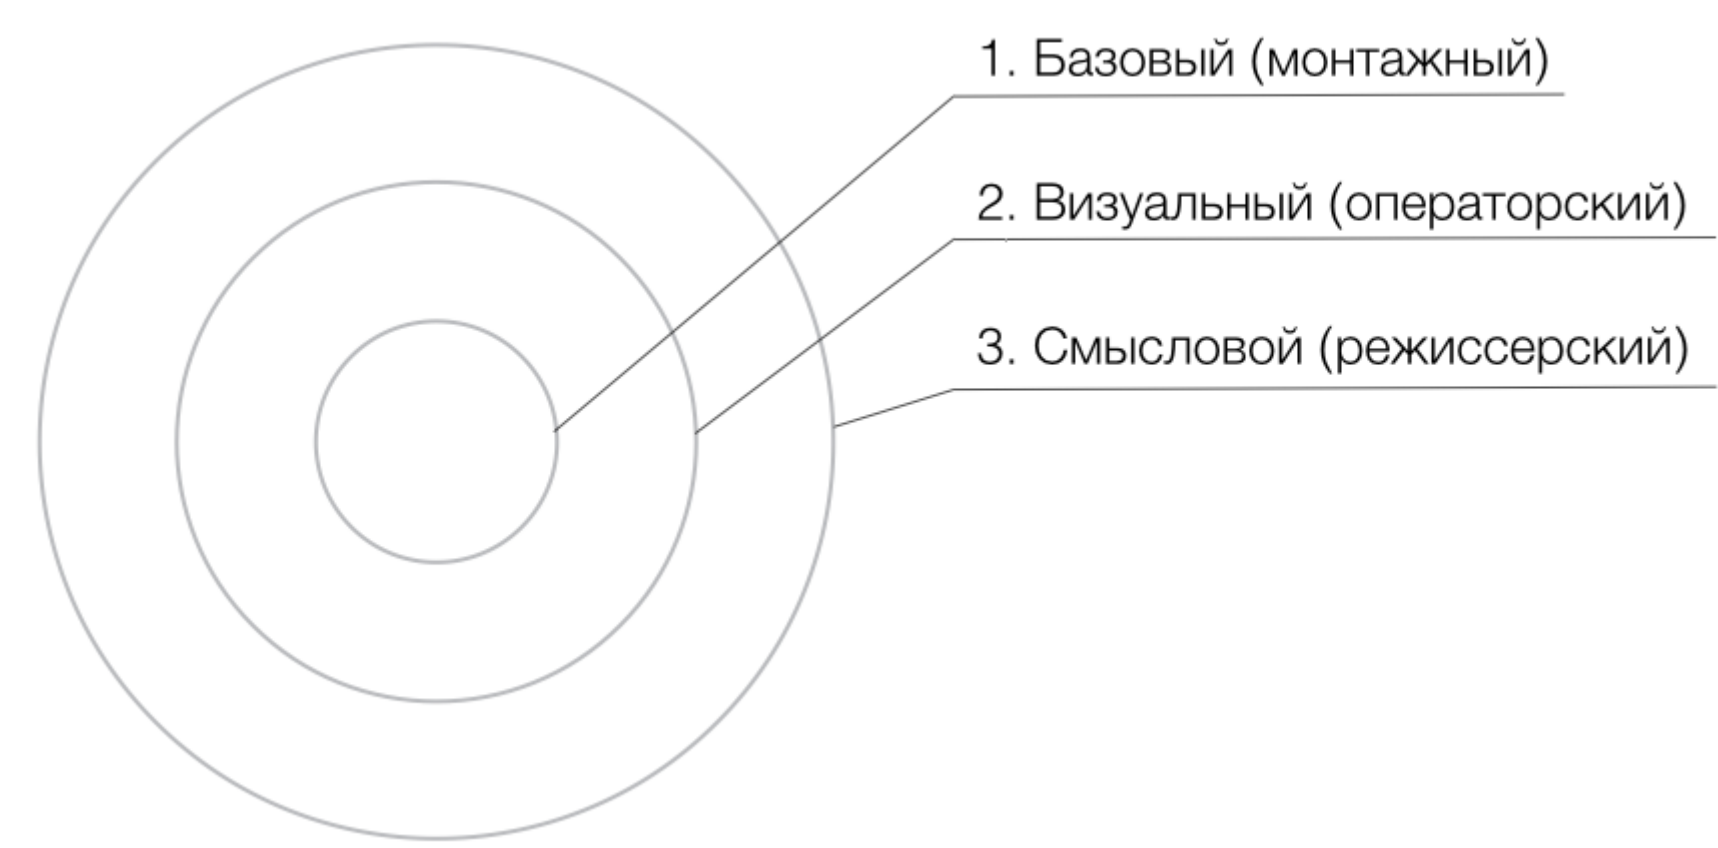 1. Базовый (монтажный)
2. Визуальный (операторский)
3. Смысловой (режиссерский)